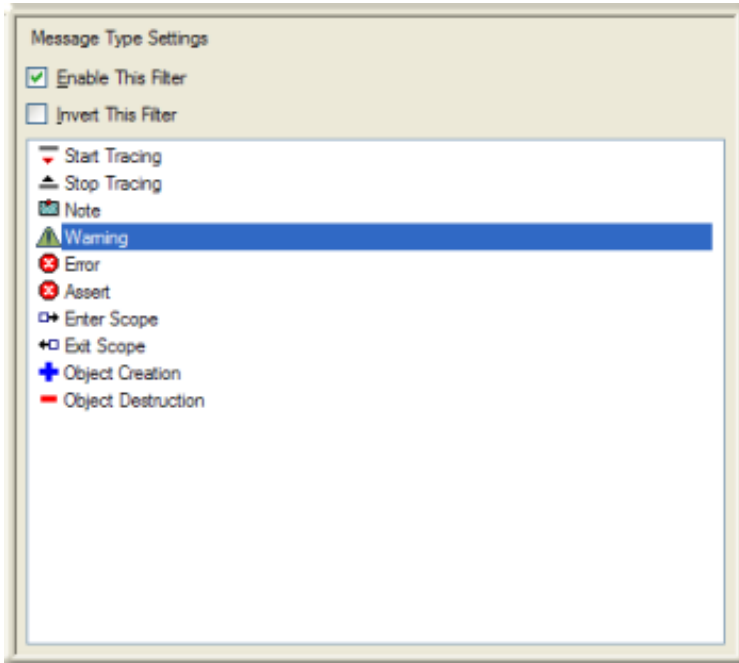 Message Type Settings
Enable This Filter
Invert This Filter
Start Tracing
Stop Tracing
Note
Warning
Error
Assert
Enter Scope
Exit Scope
Object Creation
Object Destruction